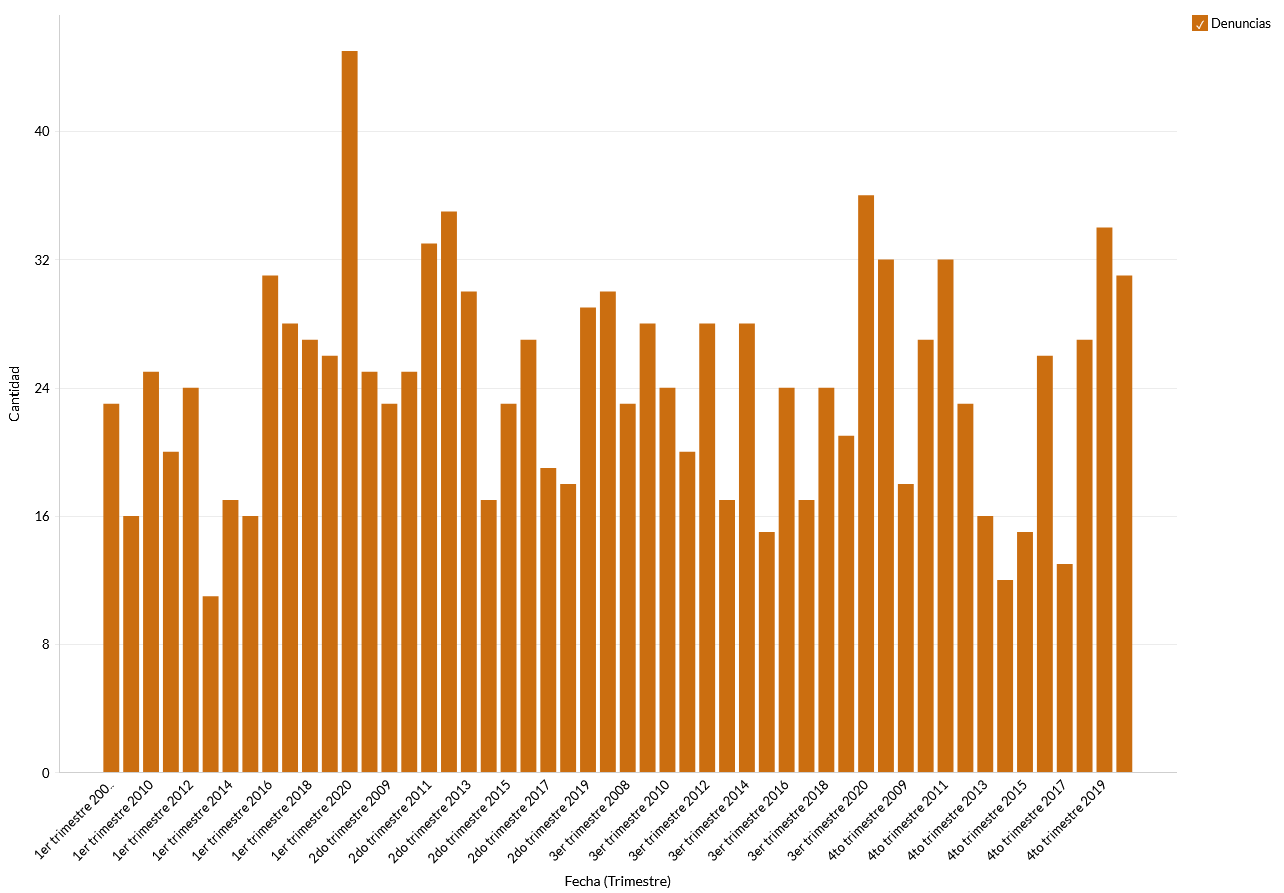 Denuncias
40
32
24
16
8
0
Cantidad
1er trimestre 200..
1er trimestre 2010
1er trimestre 2012
1er trimestre 2014
1er trimestre 2016
1er trimestre 2018
1er trimestre 2020
2do trimestre 2009
2do trimestre 2011
2do trimestre 2013
2do trimestre 2015
2do trimestre 2017
2do trimestre 2019
3er trimestre 2008
3er trimestre 2010
3er trimestre 2012
3er trimestre 2014
3er trimestre 2016
3er trimestre 2018
3er trimestre 2020
4to trimestre 2009
4to trimestre 2011
4to trimestre 2013
4to trimestre 2015
4to trimestre 2017
4to trimestre 2019
Fecha (Trimestre)